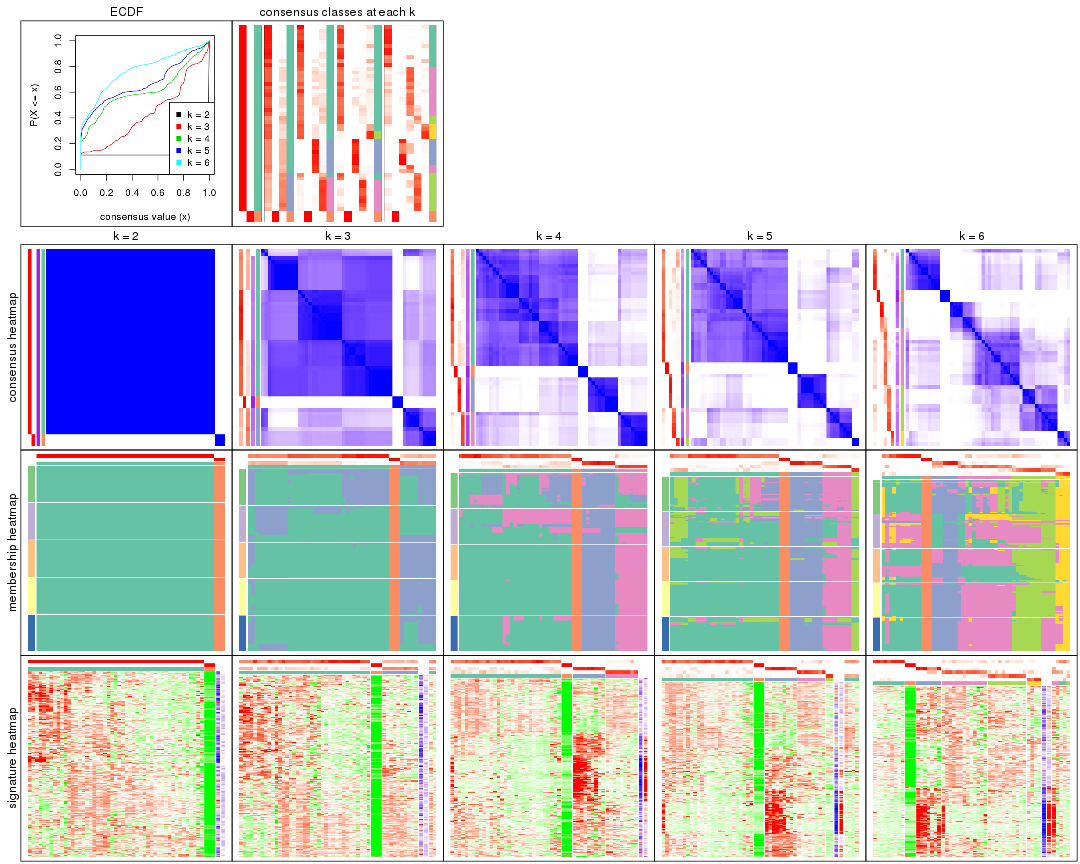 ECDF
consensus classes at each k
P(X <= x)
0.0 0.2 0.4 0.6 0.8 1.0
k = 2
k = 3
k = 4
k = 5
k = 6
0.0 0.2 0.4 0.6 0.8 1.0
consensus value (x)
k = 2
k = 3
k = 4
k = 5
k = 6
consensus heatmap
membership heatmap
signature heatmap